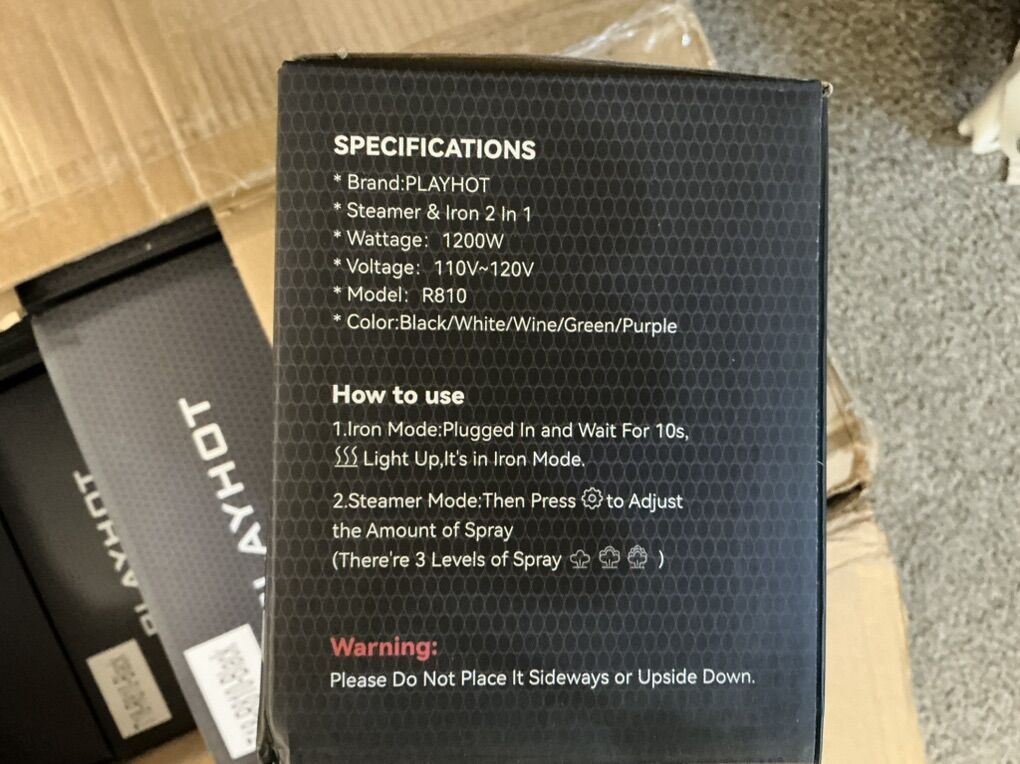 SPECIFICATIONS
* Brand:PLAYHOT
* Steamer & Iron 2 In 1
* Wattage: 1200W
* Voltage: 110V~120V
* Model: R810
* Color:Black/White/Wine/Green/Purple
How to use
1.Iron Mode:Plugged In and Wait For 10s,
Light Up,It's in Iron Mode.
2.Steamer Mode:Then Press to Adjust
the Amount of Spray
(There're 3 Levels of Spray )
Warning:
Please Do Not Place It Sideways or Upside Down.
PLAYHOT
PLAYHOT